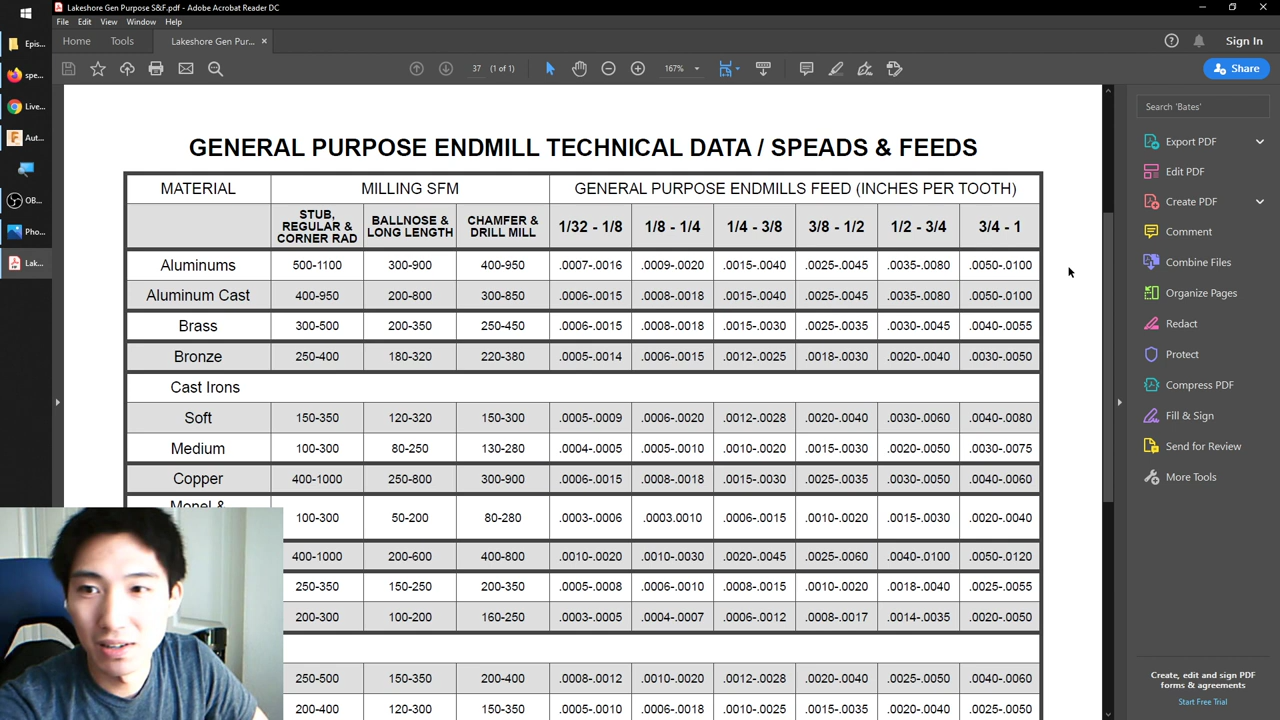 Lakeshore Gen Purpose S&F.pdf - Adobe Acrobat Reader DC
File Edit View Window Help
Home Tools Lakeshore Gen Pur... ×
Sign In
37 (1 of 1) 167%
Share
Epis...
spe...
Live...
Aut...
OB...
Pho...
Lak...
GENERAL PURPOSE ENDMILL TECHNICAL DATA / SPEADS & FEEDS
MATERIAL MILLING SFM GENERAL PURPOSE ENDMILLS FEED (INCHES PER TOOTH)
STUB, REGULAR & CORNER RAD BALLNOSE & LONG LENGTH CHAMFER & DRILL MILL 1/32 - 1/8 1/8 - 1/4 1/4 - 3/8 3/8 - 1/2 1/2 - 3/4 3/4 - 1
Aluminums 500-1100 300-900 400-950 .0007-.0016 .0009-.0020 .0015-.0040 .0025-.0045 .0035-.0080 .0050-.0100
Aluminum Cast 400-950 200-800 300-850 .0006-.0015 .0008-.0018 .0015-.0040 .0025-.0045 .0035-.0080 .0050-.0100
Brass 300-500 200-350 250-450 .0006-.0015 .0008-.0018 .0015-.0030 .0025-.0035 .0030-.0045 .0040-.0055
Bronze 250-400 180-320 220-380 .0005-.0014 .0006-.0015 .0012-.0025 .0018-.0030 .0020-.0040 .0030-.0050
Cast Irons
Soft 150-350 120-320 150-300 .0005-.0009 .0006-.0020 .0012-.0028 .0020-.0040 .0030-.0060 .0040-.0080
Medium 100-300 80-250 130-280 .0004-.0005 .0005-.0010 .0010-.0020 .0015-.0030 .0020-.0050 .0030-.0075
Copper 400-1000 250-800 300-900 .0006-.0015 .0008-.0018 .0015-.0030 .0025-.0035 .0030-.0050 .0040-.0060
Monel & 100-300 50-200 80-280 .0003-.0006 .0003.0010 .0006-.0015 .0010-.0020 .0015-.0030 .0020-.0040
400-1000 200-600 400-800 .0010-.0020 .0010-.0030 .0020-.0045 .0025-.0060 .0040-.0100 .0050-.0120
250-350 150-250 200-350 .0005-.0008 .0006-.0010 .0008-.0015 .0010-.0020 .0018-.0040 .0025-.0055
200-300 100-200 160-250 .0003-.0005 .0004-.0007 .0006-.0012 .0008-.0017 .0014-.0035 .0020-.0050
250-500 150-350 200-400 .0008-.0012 .0010-.0020 .0012-.0028 .0020-.0040 .0025-.0050 .0040-.0060
200-400 120-300 150-350 .0005-.0010 .0006-.0018 .0010-.0025 .0015-.0035 .0020-.0040 .0025-.0050
Search 'Bates'
Export PDF
Edit PDF
Create PDF
Comment
Combine Files
Organize Pages
Redact
Protect
Compress PDF
Fill & Sign
Send for Review
More Tools
Create, edit and sign PDF
forms & agreements
Start Free Trial